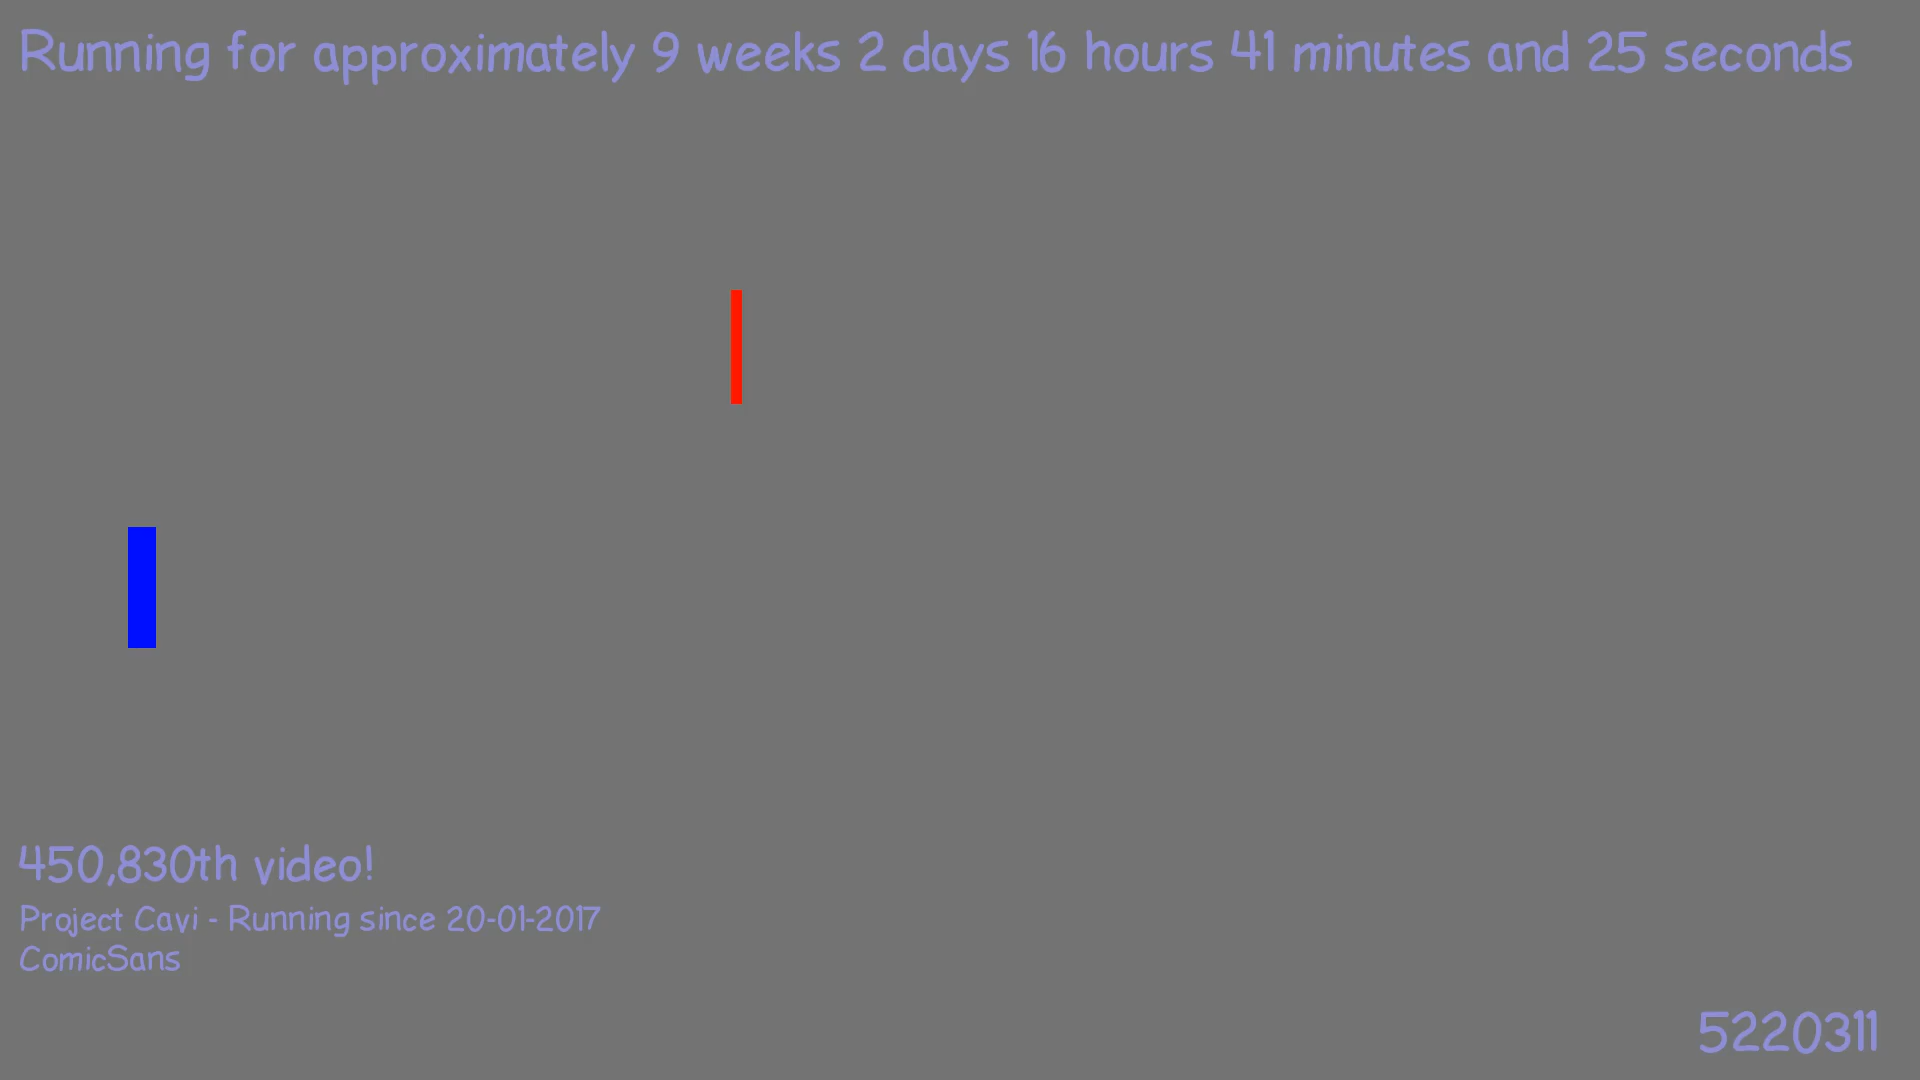 Running for approximately 9 weeks 2 days 16 hours 41 minutes and 25 seconds
450,830th video!
Project Cavi - Running since 20-01-2017
ComicSans
5220311